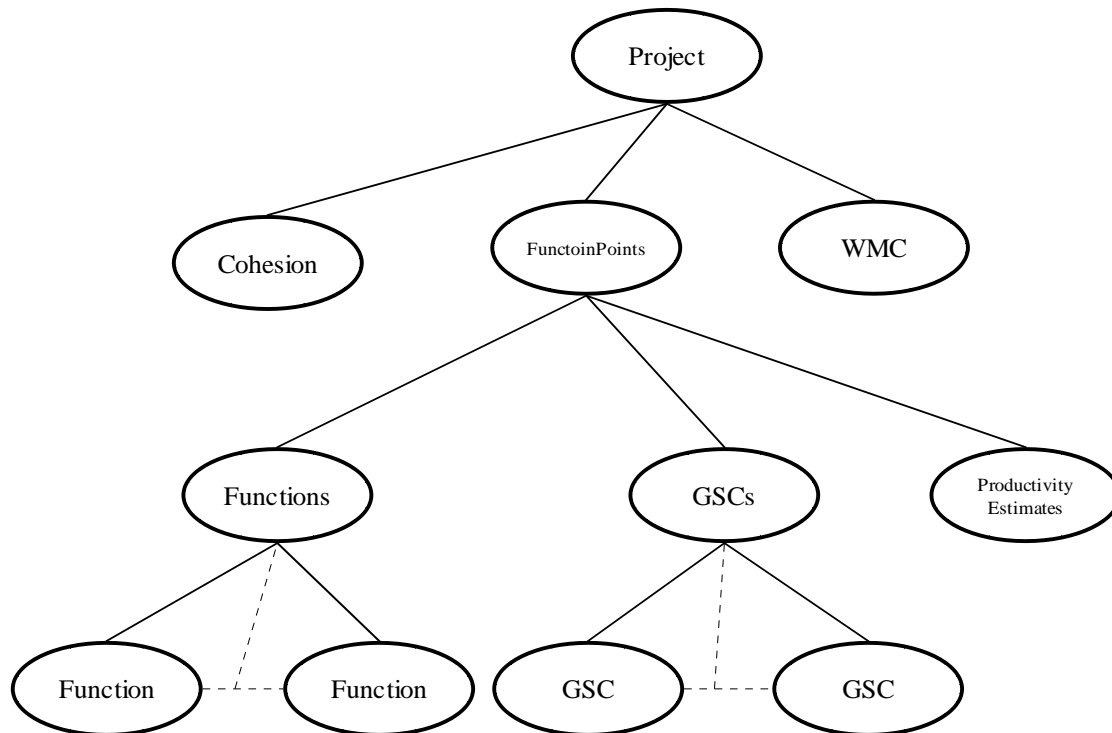 Project
Cohesion
FunctoinPoints
WMC
Functions
GSCs
Productivity
Estimates
Function
Function
GSC
GSC